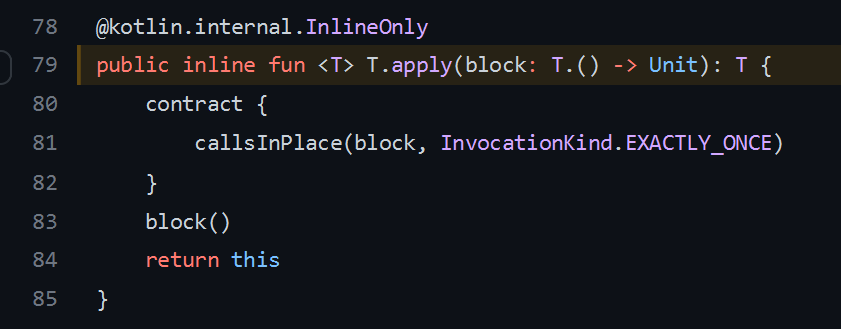 78 @kotlin.internal.InlineOnly
79 public inline fun <T> T.apply(block: T.() -> Unit): T {
80     contract {
81         callsInPlace(block, InvocationKind.EXACTLY_ONCE)
82     }
83     block()
84     return this
85 }